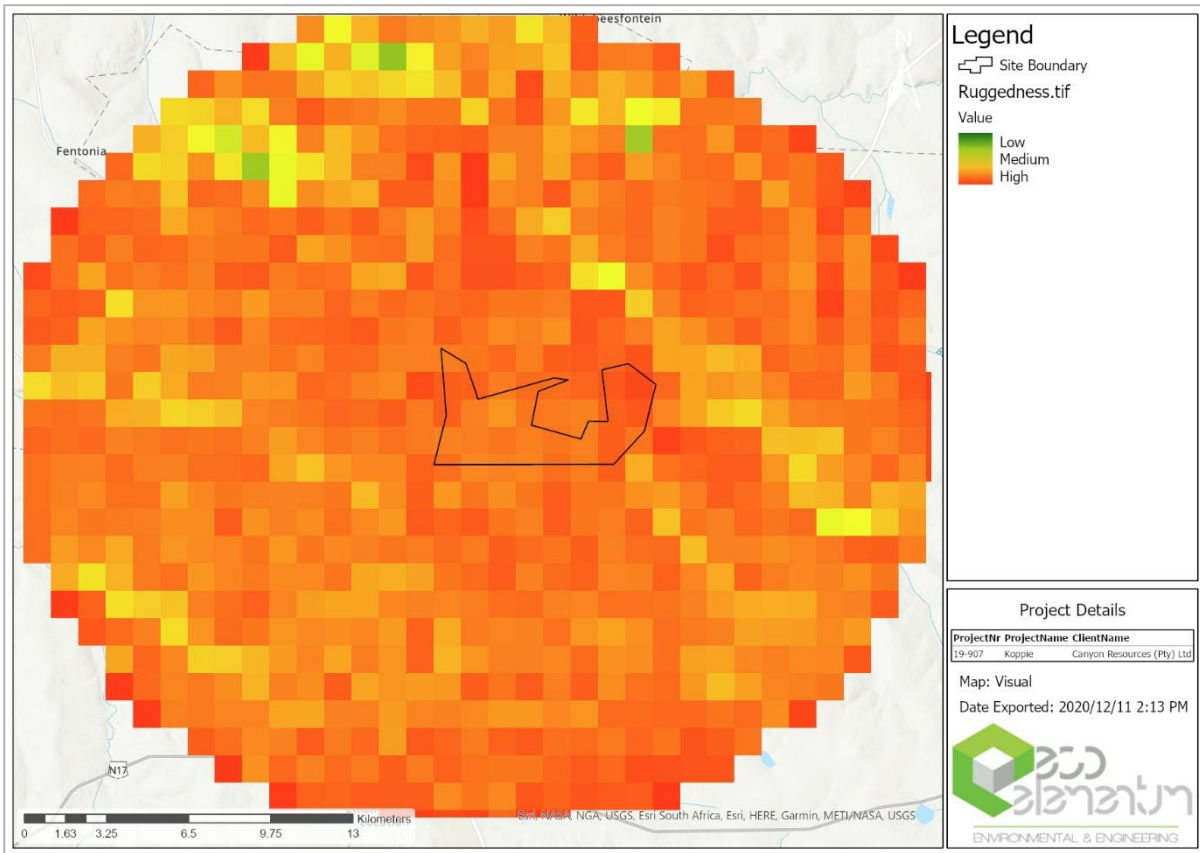 beesfontein
N
Fentonia
N17
Kilometers
0 1.63 3.25 6.5 9.75 13
Esri, NASA, NGA, USGS, Esri South Africa, Esri, HERE, Garmin, METI/NASA, USGS
Legend
Site Boundary
Ruggedness.tif
Value
Low
Medium
High
Project Details
ProjectNr ProjectName ClientName
19-907 Koppie Canyon Resources (Pty) Ltd
Map: Visual
Date Exported: 2020/12/11 2:13 PM
eco
elementum
ENVIRONMENTAL & ENGINEERING